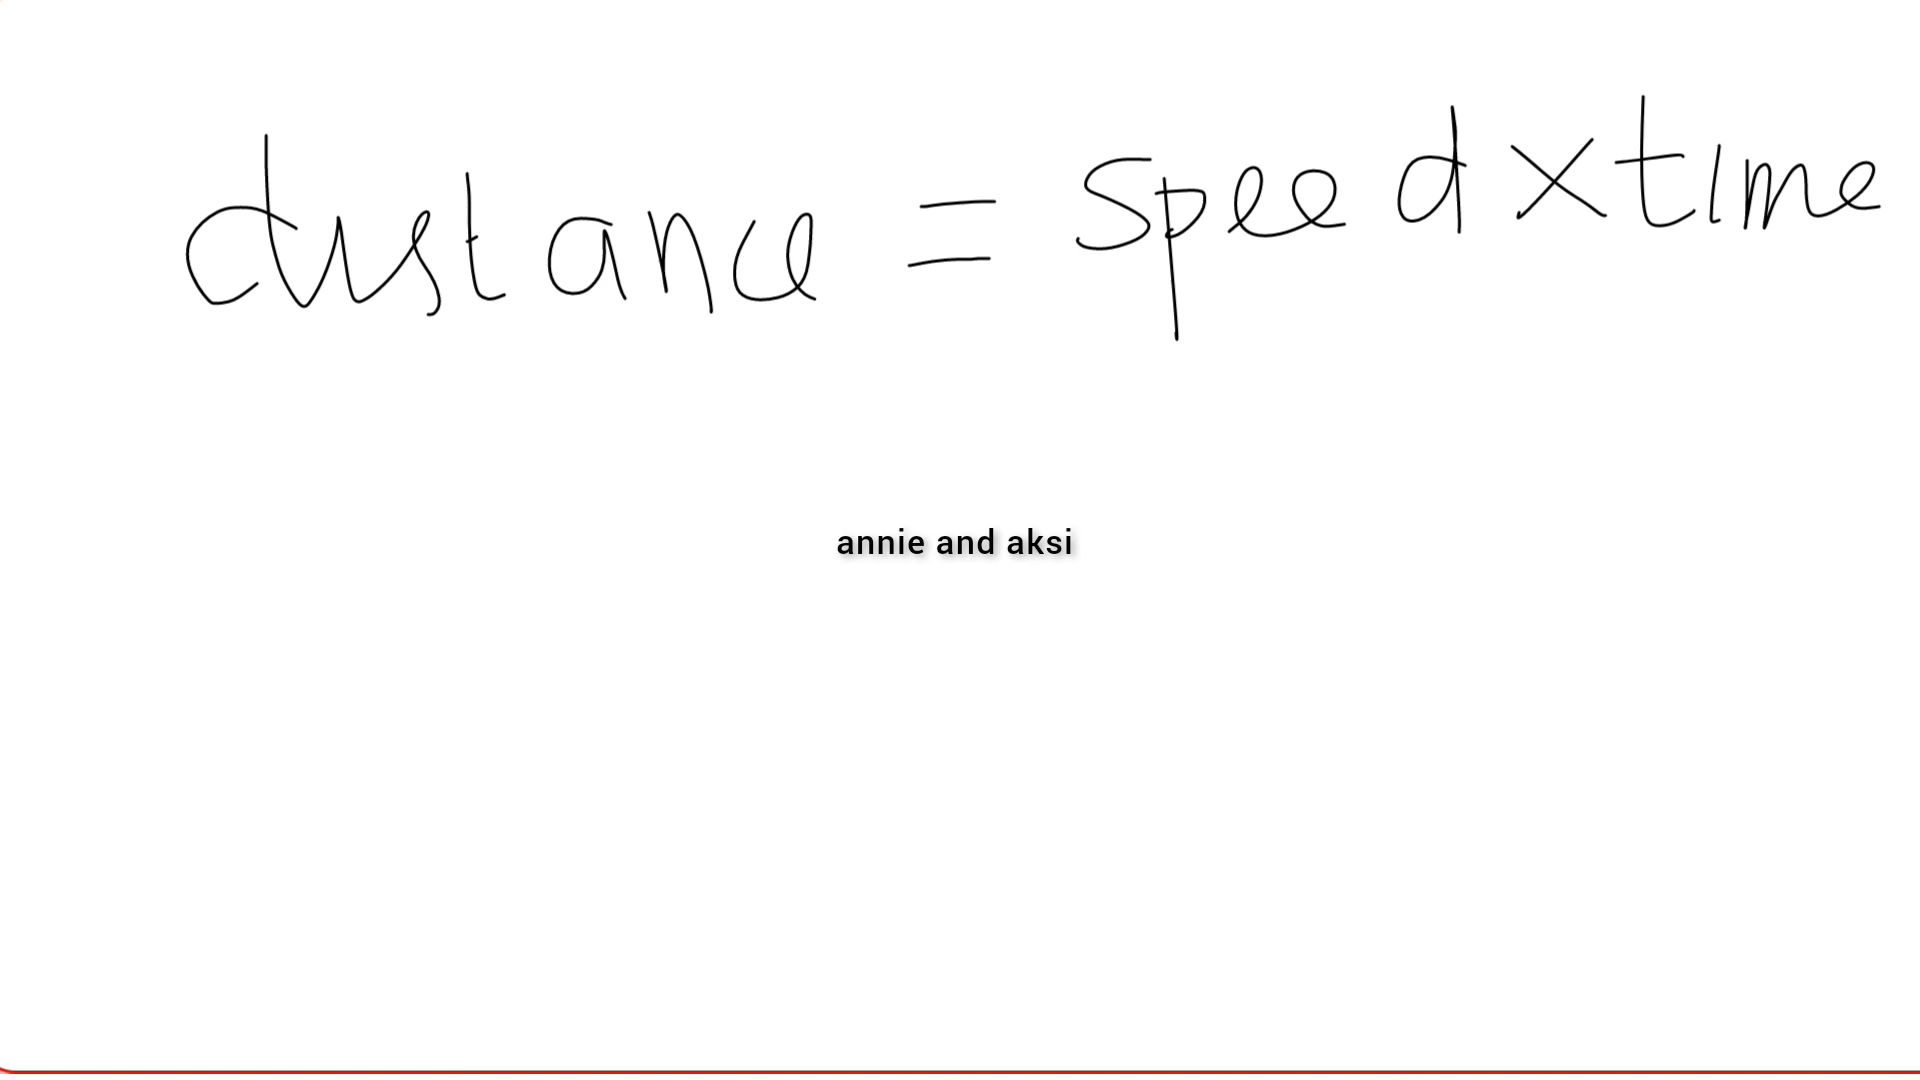 distance = speed × time
annie and aksi